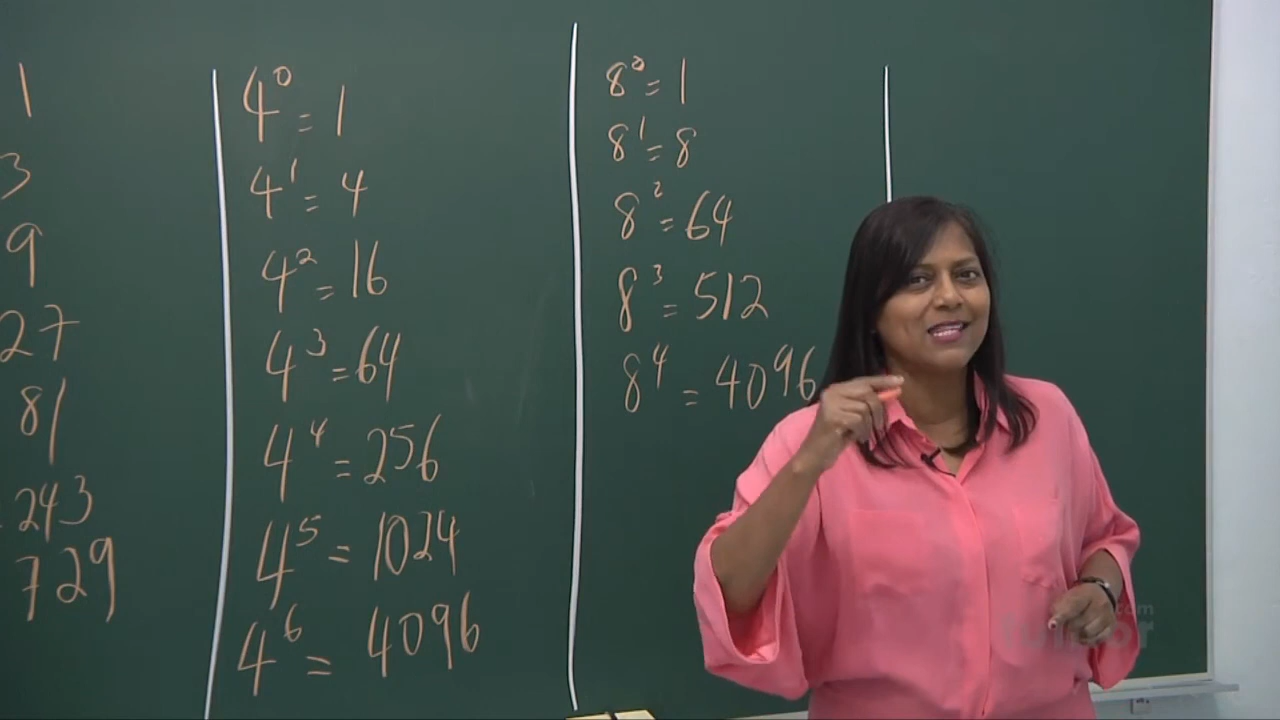 1
3
9
27
81
243
729
4⁰ = 1
4¹ = 4
4² = 16
4³ = 64
4⁴ = 256
4⁵ = 1024
4⁶ = 4096
8⁰ = 1
8¹ = 8
8² = 64
8³ = 512
8⁴ = 4096